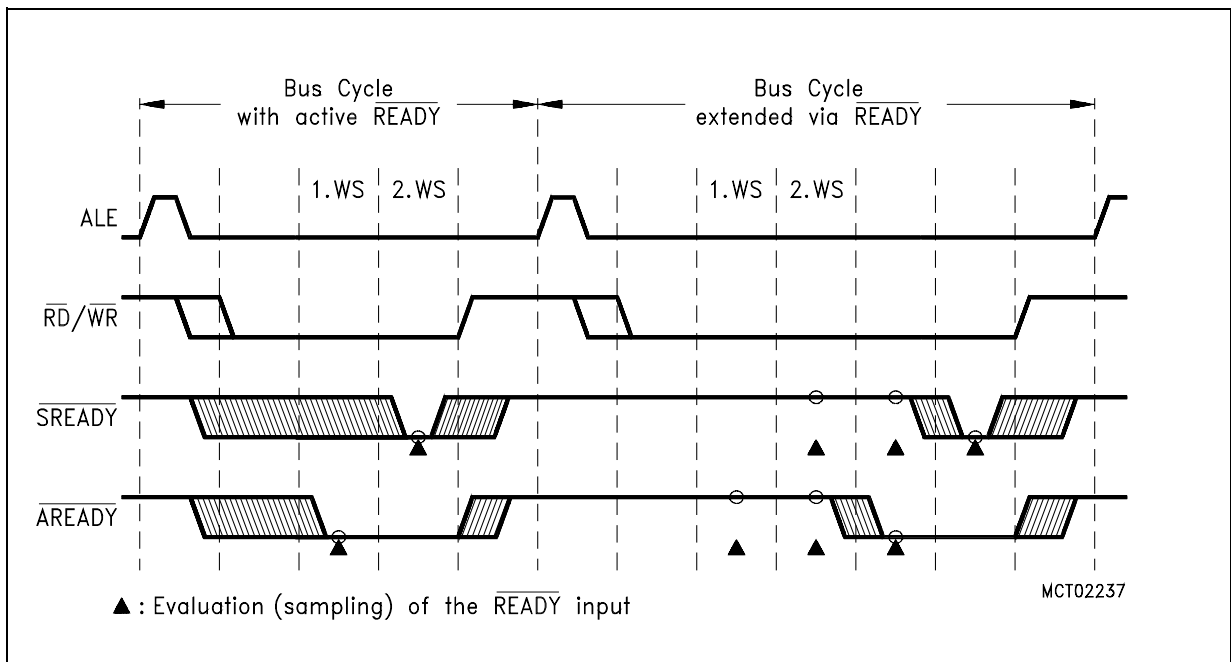 Bus Cycle
with active READY
Bus Cycle
extended via READY
1.WS 2.WS 1.WS 2.WS
ALE
RD/WR
SREADY
AREADY
MCT02237
▲ : Evaluation (sampling) of the READY input